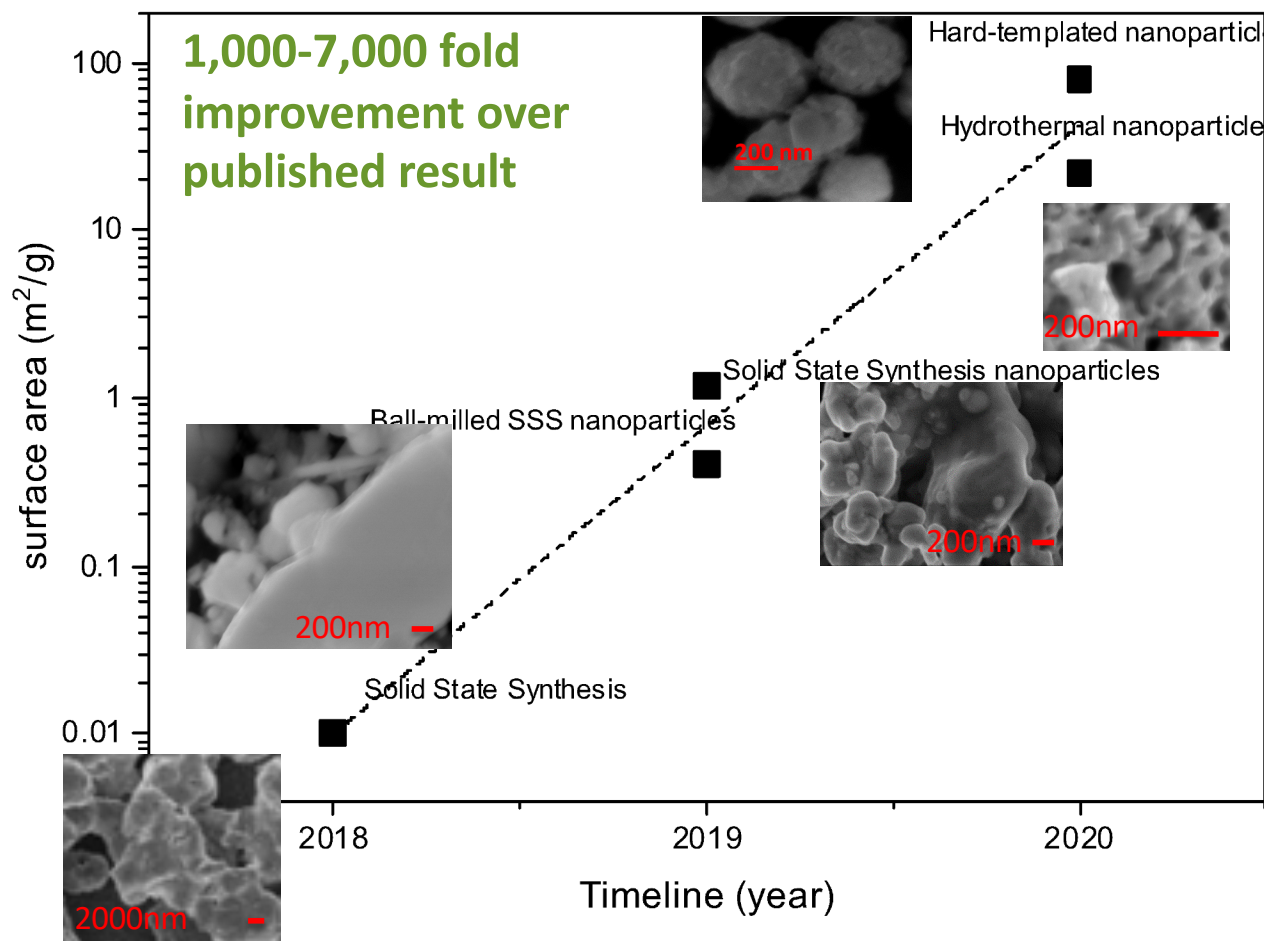 1,000-7,000 fold
improvement over
published result
Hard-templated nanoparticl
Hydrothermal nanoparticle
200 nm
200nm
Solid State Synthesis nanoparticles
Ball-milled SSS nanoparticles
200nm
200nm
Solid State Synthesis
2000nm
100
10
1
0.1
0.01
surface area (m²/g)
2018 2019 2020
Timeline (year)